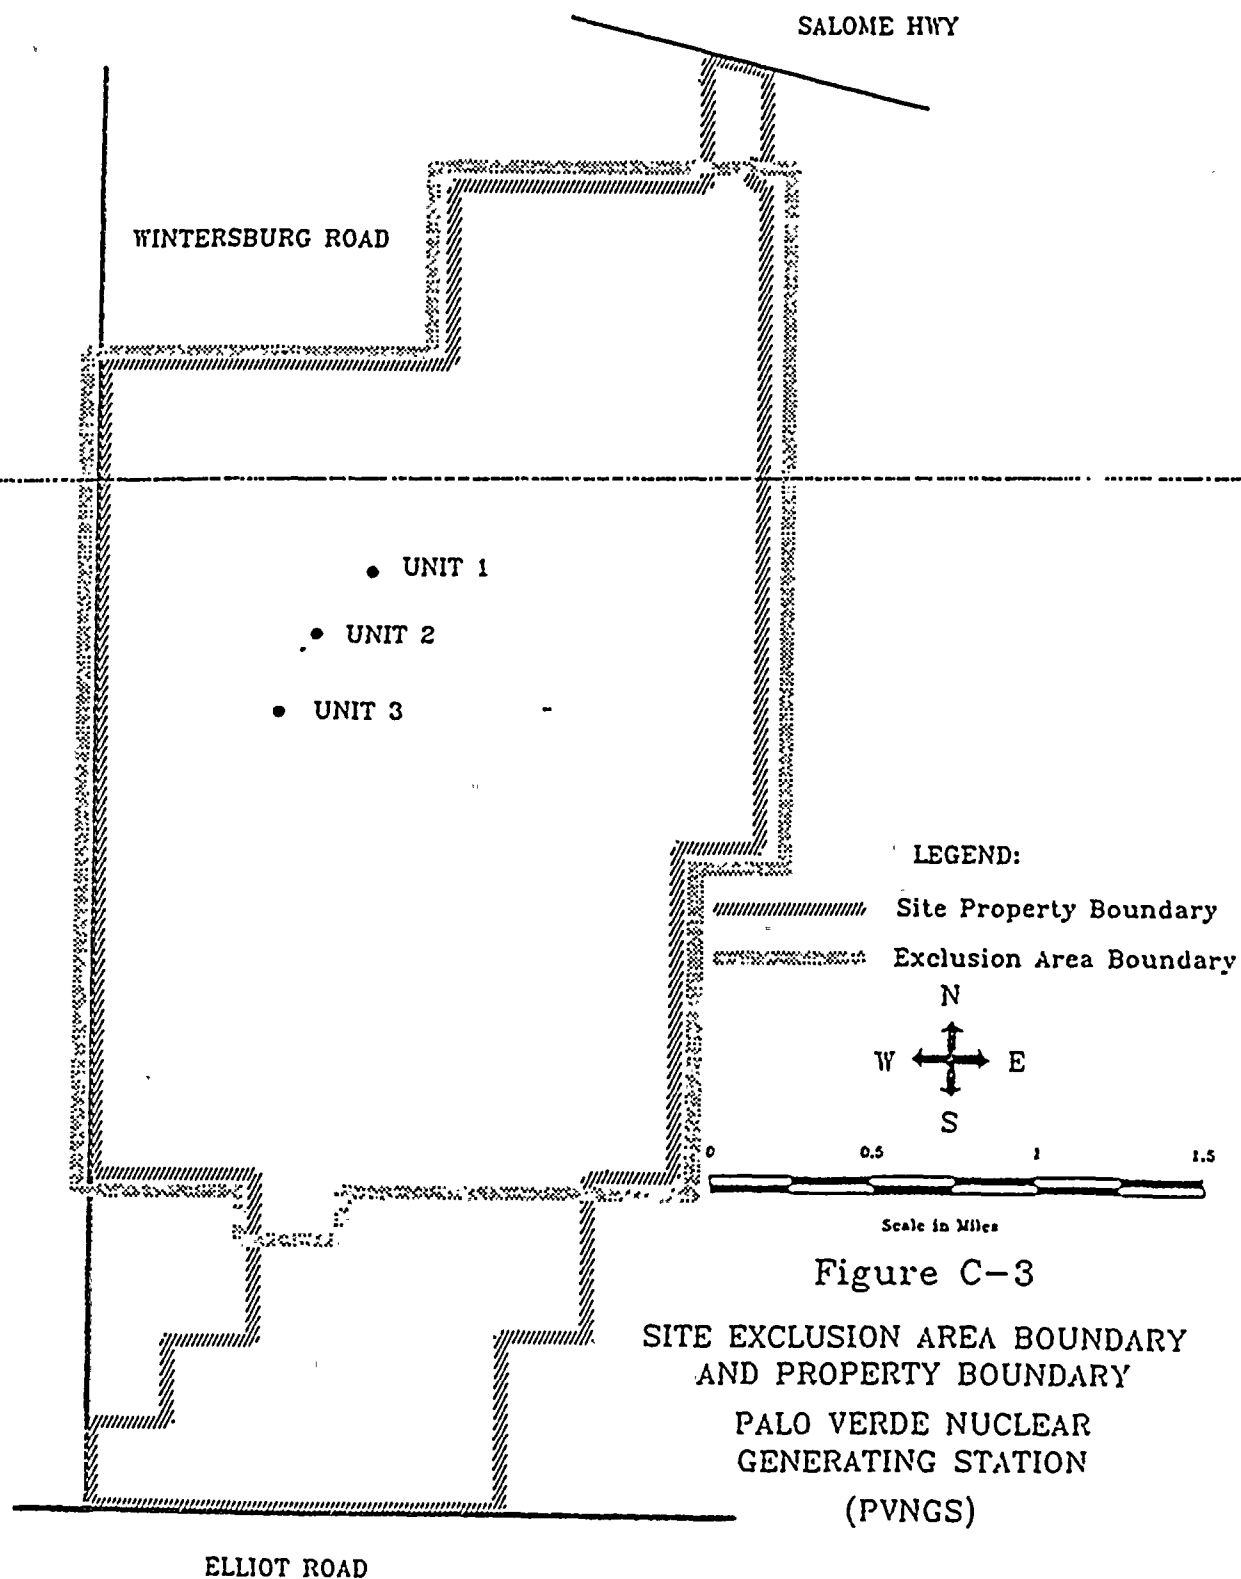 SALOME HWY
WINTERSBURG ROAD
UNIT 1
UNIT 2
UNIT 3
LEGEND:
Site Property Boundary
Exclusion Area Boundary
N
W E
S
0 0.5 1 1.5
Scale in Miles
Figure C-3
SITE EXCLUSION AREA BOUNDARY
AND PROPERTY BOUNDARY
PALO VERDE NUCLEAR
GENERATING STATION
(PVNGS)
ELLIOT ROAD